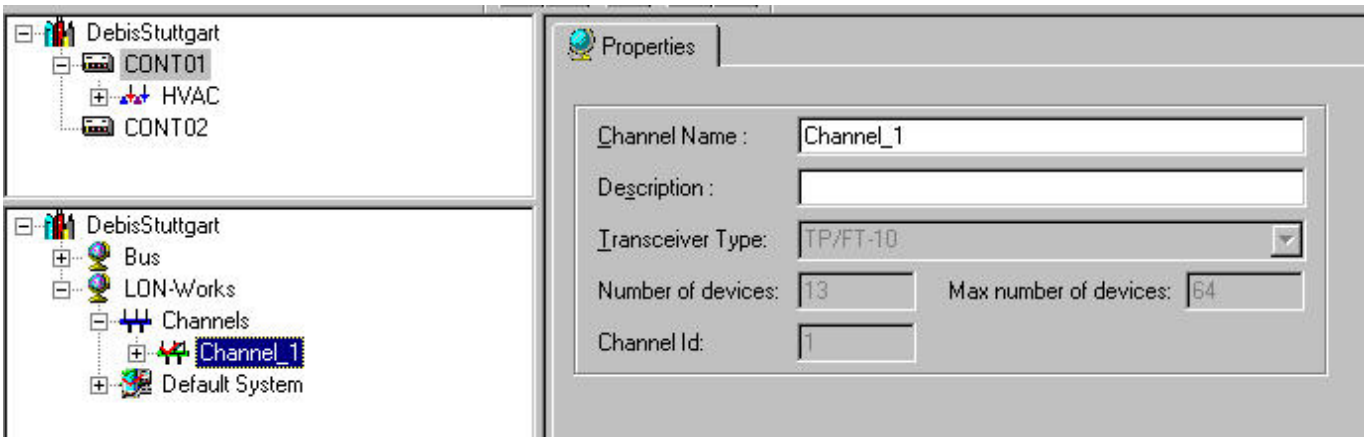 DebisStuttgart
CONT01
HVAC
CONT02
DebisStuttgart
Bus
LON-Works
Channels
Channel_1
Default System
Properties
Channel Name : Channel_1
Description :
Transceiver Type: TP/FT-10
Number of devices: 13 Max number of devices: 64
Channel Id: 1